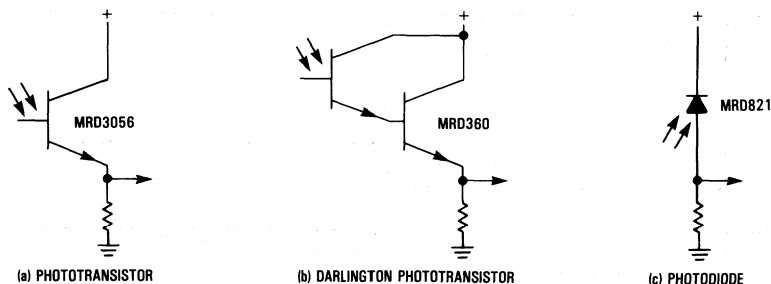 +
+
+
MRD3056
MRD360
MRD821
(a) PHOTOTRANSISTOR
(b) DARLINGTON PHOTOTRANSISTOR
(c) PHOTODIODE